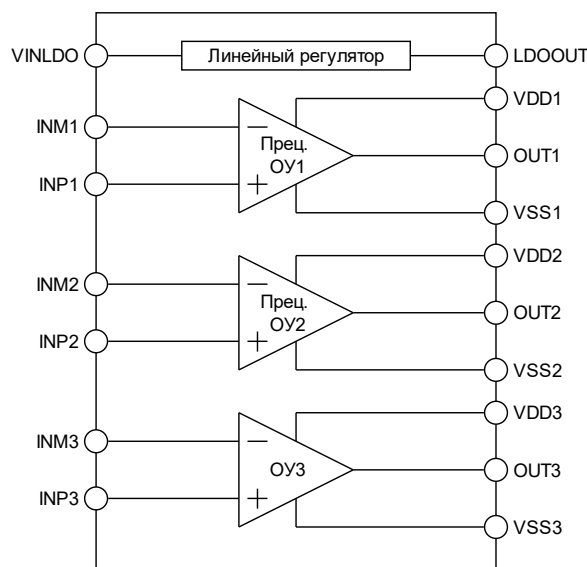 VINLDO
Линейный регулятор
LDOOUT
VDD1
INM1
−
Прец.
ОУ1
OUT1
INP1
+
VSS1
VDD2
INM2
−
Прец.
ОУ2
OUT2
INP2
+
VSS2
VDD3
INM3
−
ОУ3
OUT3
INP3
+
VSS3